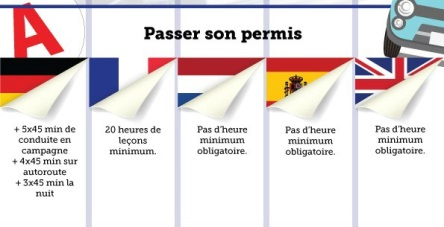 A
Passer son permis
+ 5x45 min de
conduite en
campagne
+ 4x45 min sur
autoroute
+ 3x45 min la
nuit
20 heures de
leçons
minimum.
Pas d'heure
minimum
obligatoire.
Pas d'heure
minimum
obligatoire.
Pas d'heure
minimum
obligatoire.